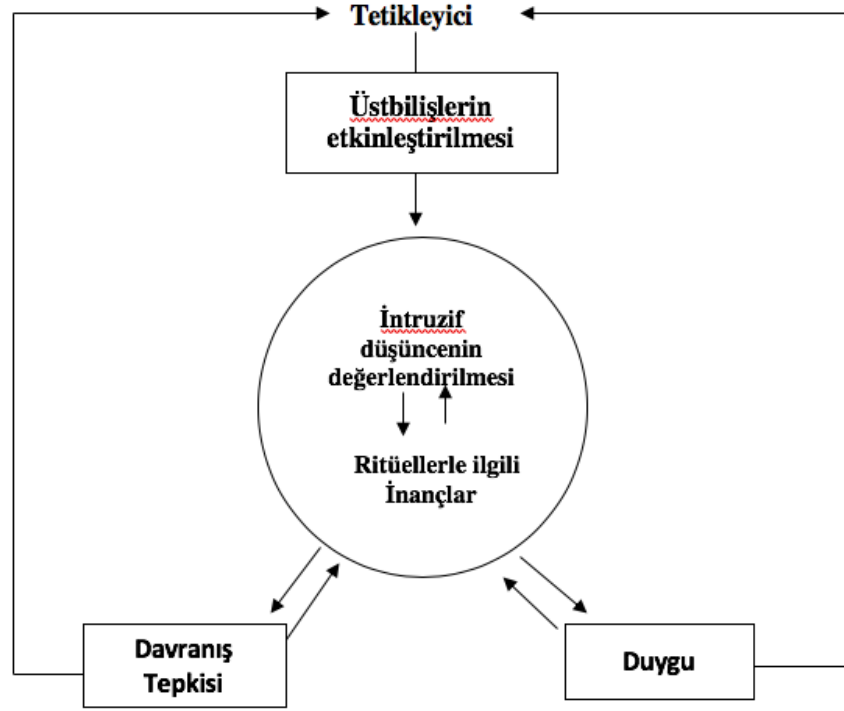 Tetikleyici
Üstbilişlerin
etkinleştirilmesi
İntruzif
düşüncenin
değerlendirilmesi
Ritüellerle ilgili
İnançlar
Davranış
Tepkisi
Duygu